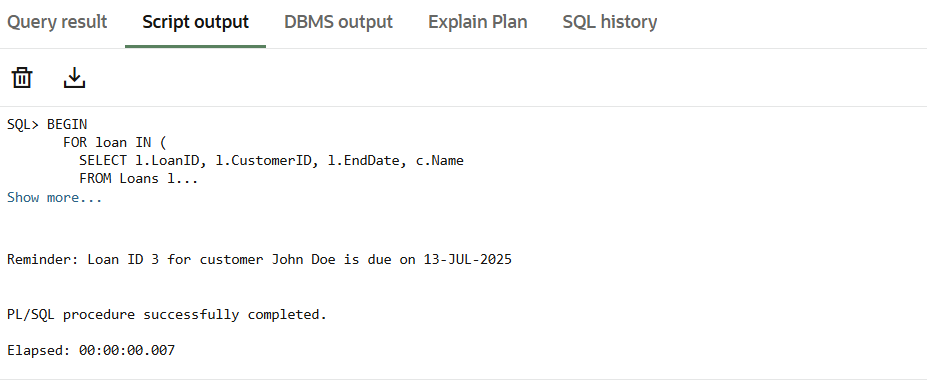 Query result Script output DBMS output Explain Plan SQL history
SQL> BEGIN
FOR loan IN (
SELECT l.LoanID, l.CustomerID, l.EndDate, c.Name
FROM Loans l...
Show more...
Reminder: Loan ID 3 for customer John Doe is due on 13-JUL-2025
PL/SQL procedure successfully completed.
Elapsed: 00:00:00.007